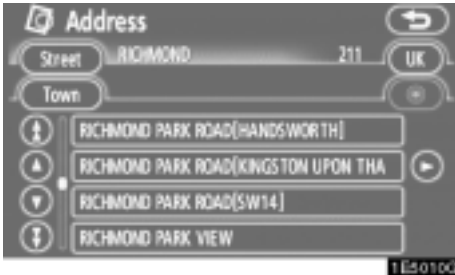 Address
Street RICHMOND 211 UK
Town
RICHMOND PARK ROAD[HANDSWORTH]
RICHMOND PARK ROAD[KINGSTON UPON THA
RICHMOND PARK ROAD[SW14]
RICHMOND PARK VIEW
1E5010C